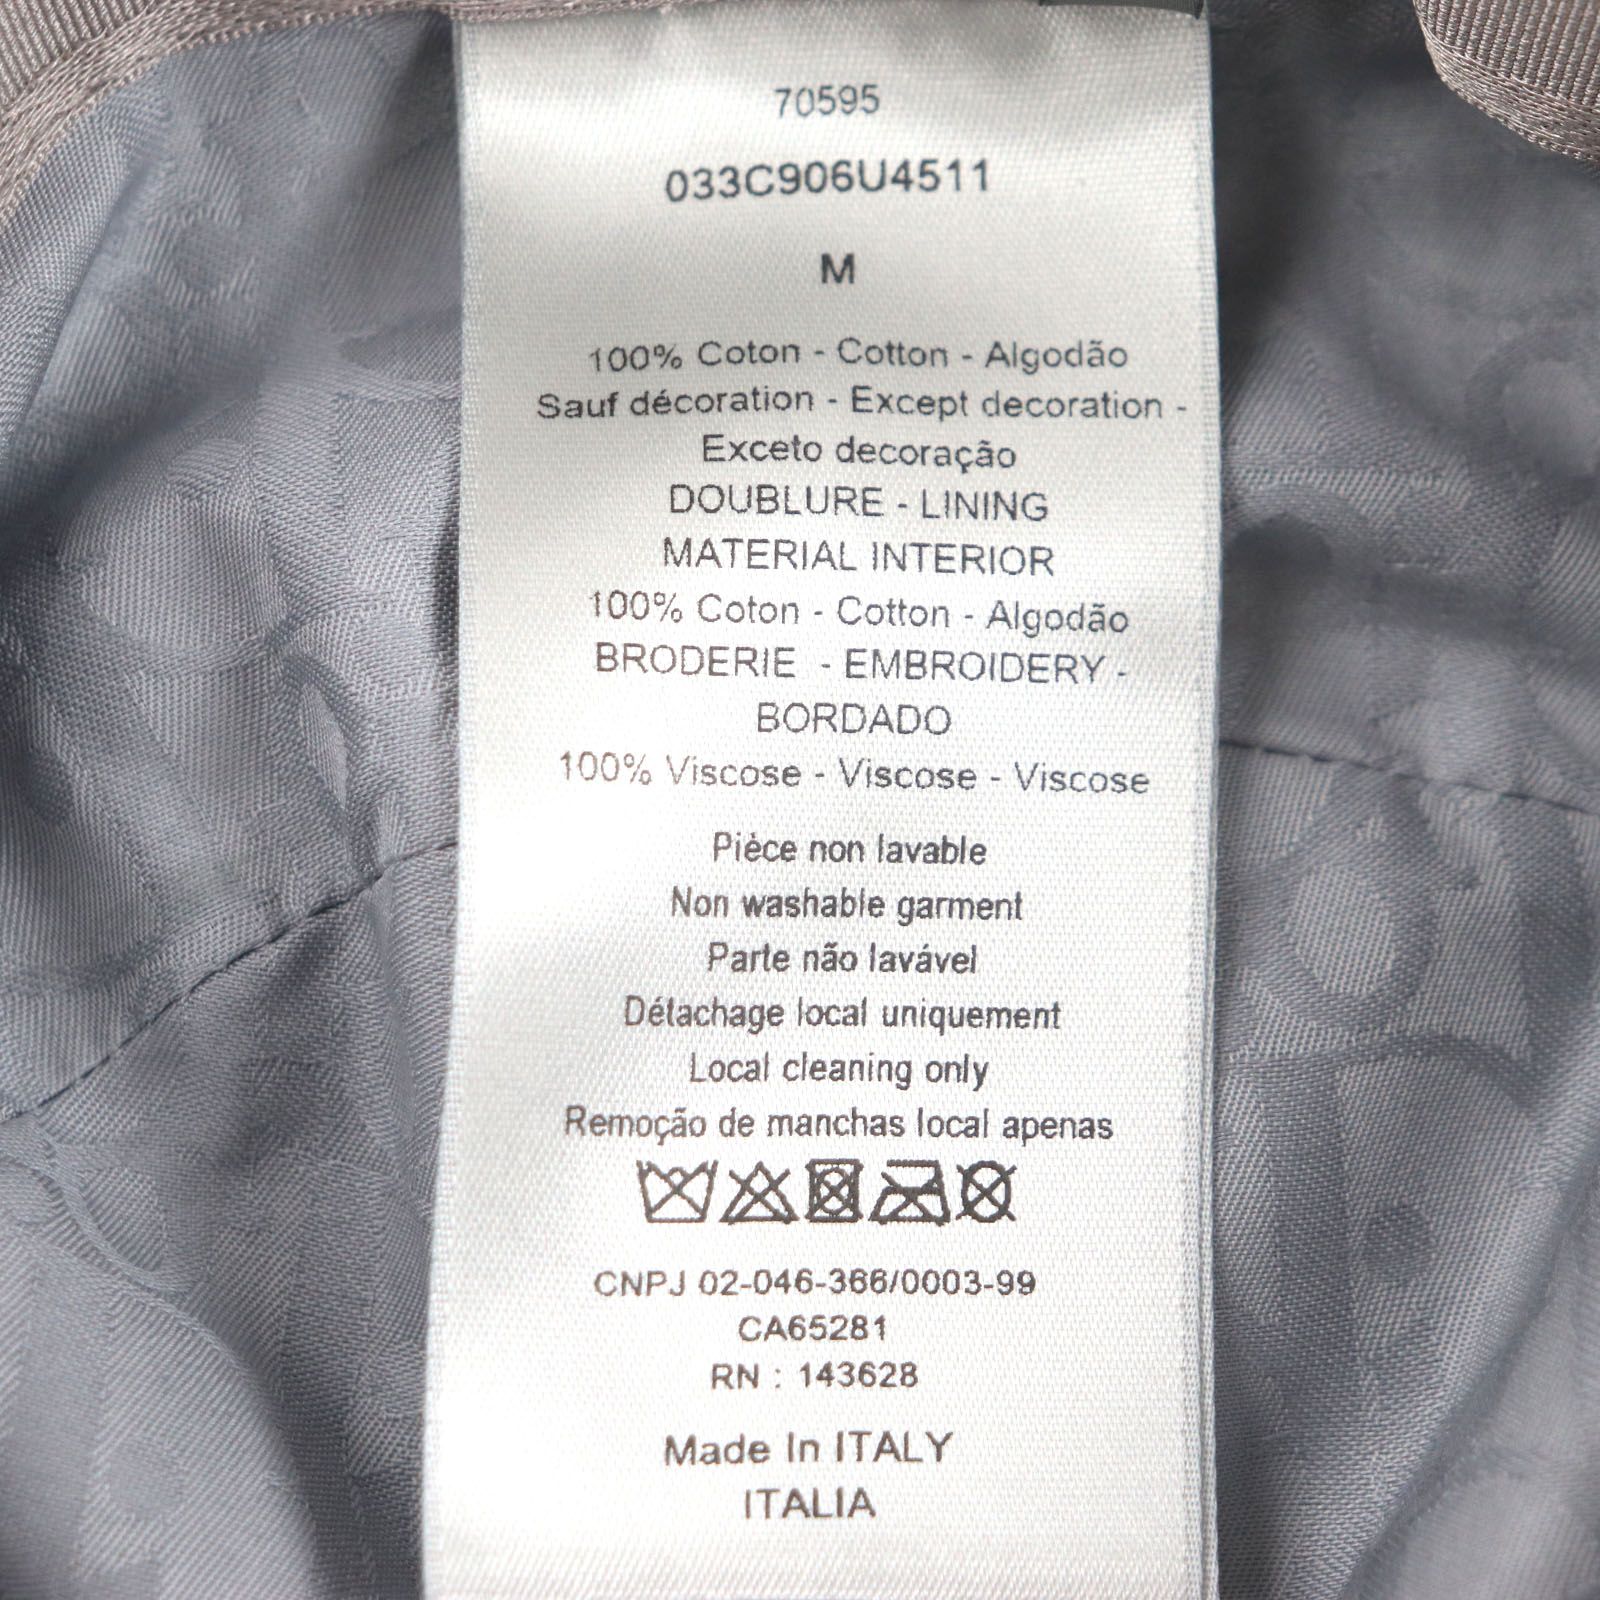 70595
033C906U4511
M
100% Coton - Cotton - Algodão
Sauf décoration - Except decoration -
Exceto decoração
DOUBLURE - LINING
MATERIAL INTERIOR
100% Coton - Cotton - Algodão
BRODERIE - EMBROIDERY -
BORDADO
100% Viscose - Viscose - Viscose
Pièce non lavable
Non washable garment
Parte não lavável
Détachage local uniquement
Local cleaning only
Remoção de manchas local apenas
CNPJ 02-046-366/0003-99
CA65281
RN : 143628
Made In ITALY
ITALIA